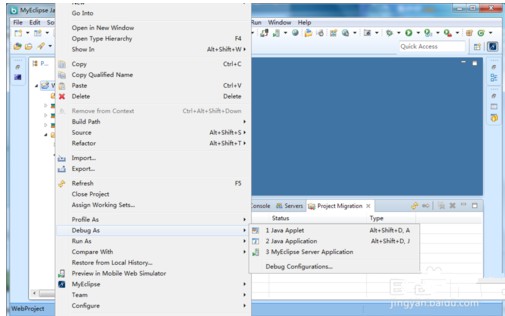 MyEclipse Ja
File Edit So
Run Window Help
Quick Access
Go Into
Open in New Window
Open Type Hierarchy F4
Show In Alt+Shift+W
Copy Ctrl+C
Copy Qualified Name
Paste Ctrl+V
Delete Delete
Remove from Context Ctrl+Alt+Shift+Down
Build Path
Source Alt+Shift+S
Refactor Alt+Shift+T
Import...
Export...
Refresh F5
Close Project
Assign Working Sets...
Profile As
Debug As
Run As
Compare With
Restore from Local History...
Preview in Mobile Web Simulator
MyEclipse
Team
Configure
P...
W
Console Servers Project Migration
Status Type
1 Java Applet Alt+Shift+D, A
2 Java Application Alt+Shift+D, J
3 MyEclipse Server Application
Debug Configurations...
WebProject
jingyan.baidu.com